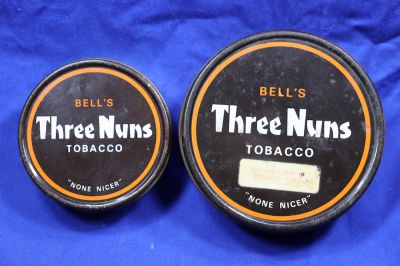 BELL'S
Three Nuns
TOBACCO
"NONE NICER"
BELL'S
Three Nuns
TOBACCO
"NONE NICER"